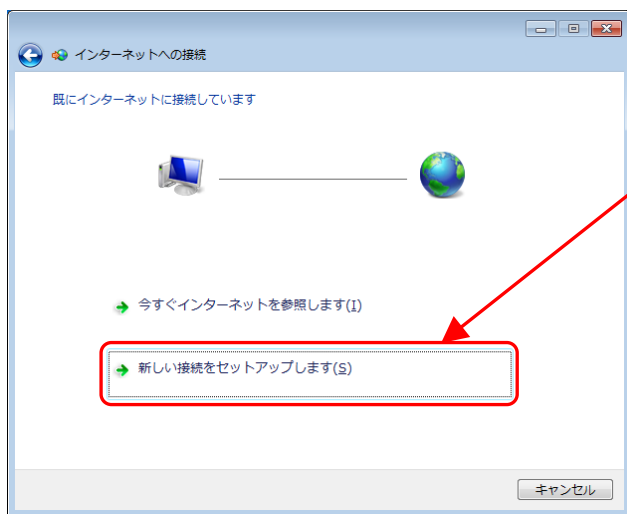 インターネットへの接続
既にインターネットに接続しています
今すぐインターネットを参照します(I)
新しい接続をセットアップします(S)
キャンセル